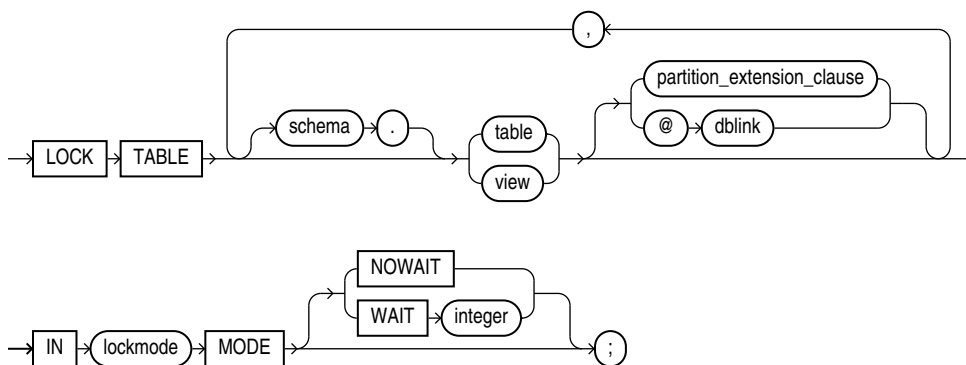 ,
schema . table partition_extension_clause
@ dblink
LOCK TABLE view
NOWAIT
WAIT integer
IN lockmode MODE ;